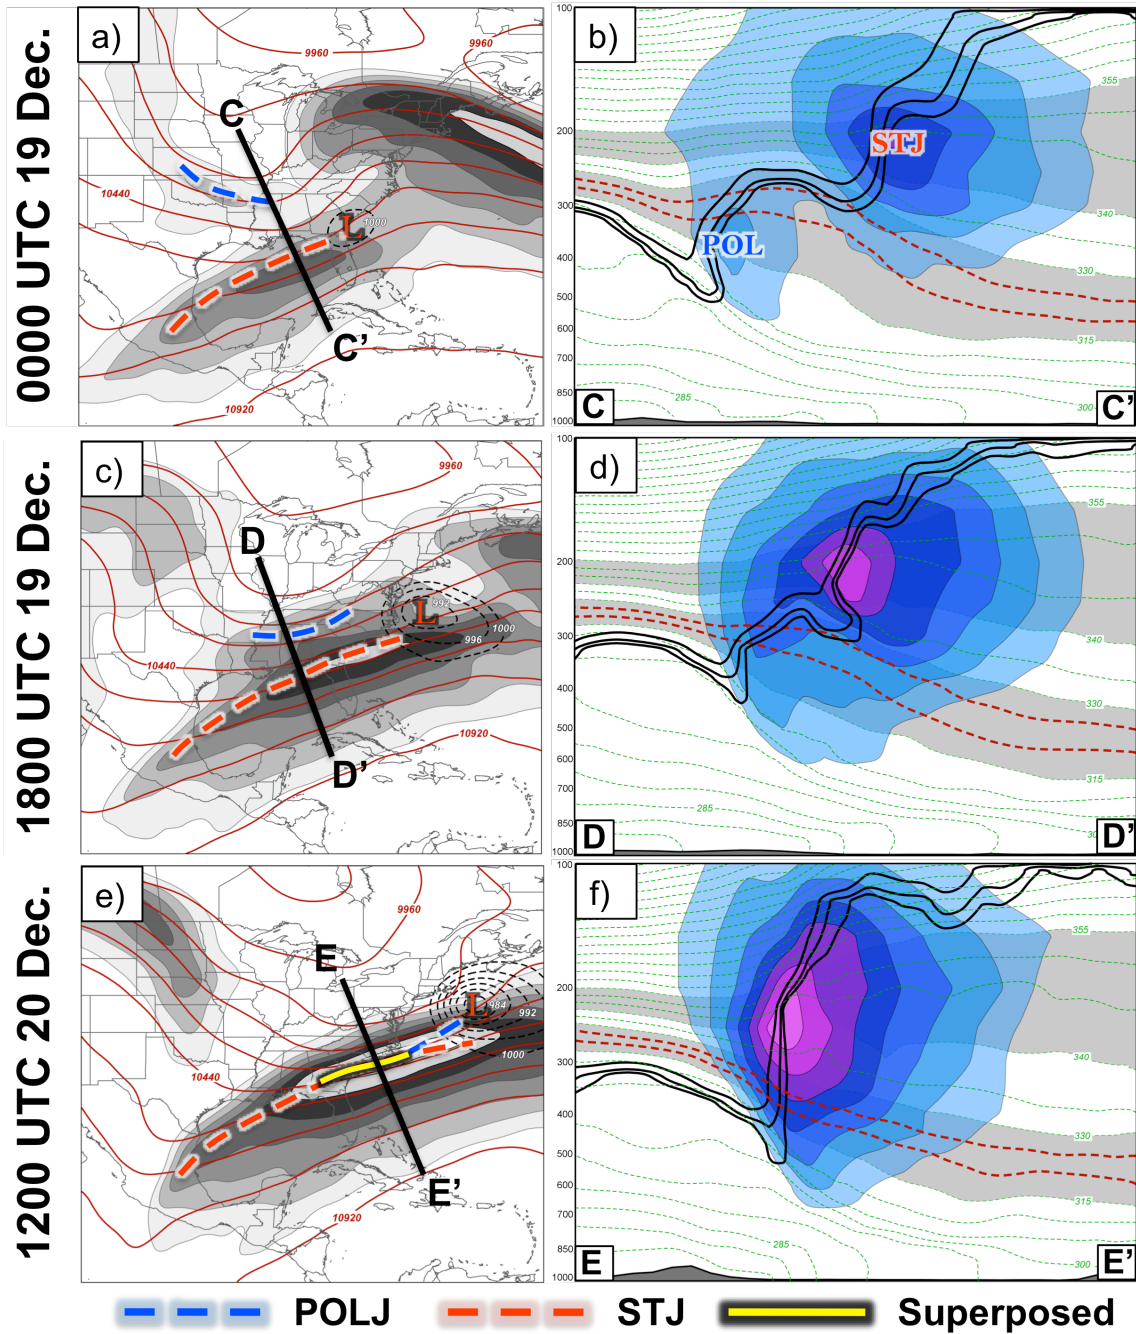 0000 UTC 19 Dec.
a)
9960
9960
10440
10920
1000
C
L
C'
b)
100
200
300
400
500
600
700
850
1000
355
340
330
315
300
285
STJ
POL
C
C'
1800 UTC 19 Dec.
c)
9960
10440
10920
992
996
1000
D
L
D'
d)
100
200
300
400
500
600
700
850
1000
355
340
330
315
285
D
D'
1200 UTC 20 Dec.
e)
9960
10440
10920
984
992
1000
E
L
E'
f)
100
200
300
400
500
600
700
850
1000
355
340
330
315
300
285
E
E'
POLJ
STJ
Superposed